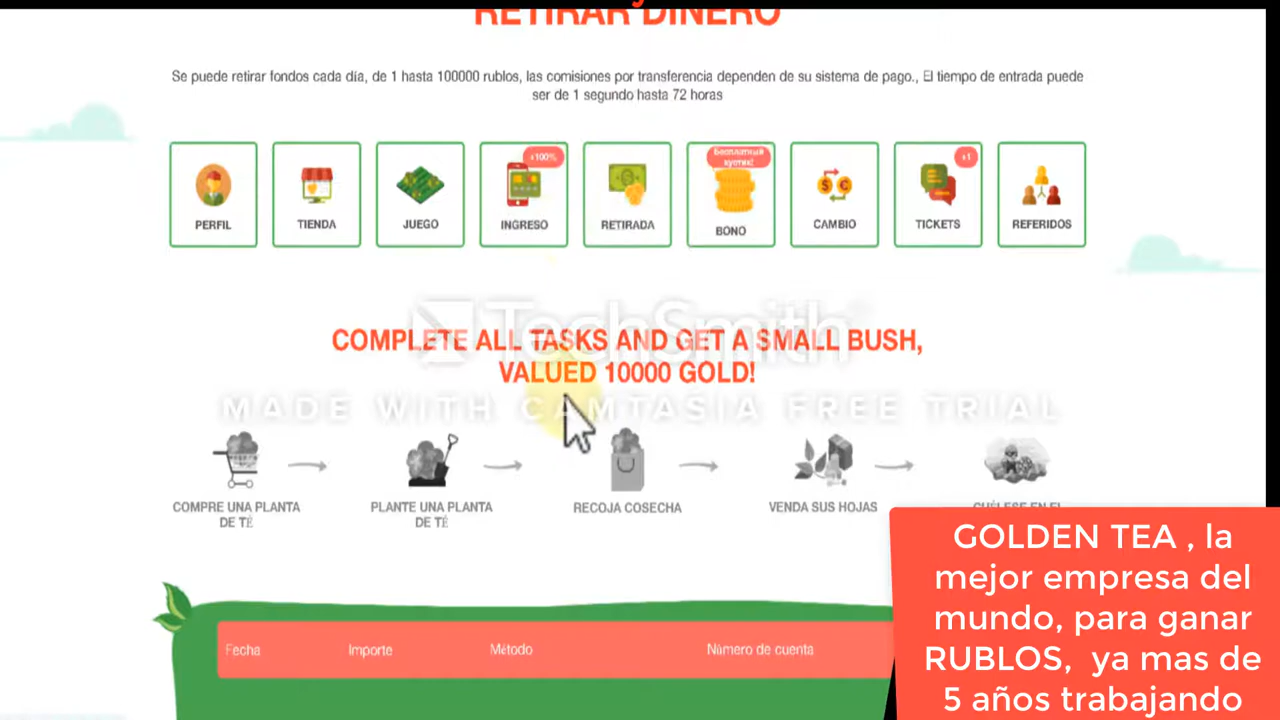 RETIRAR DINERO
Se puede retirar fondos cada día, de 1 hasta 100000 rublos, las comisiones por transferencia dependen de su sistema de pago., El tiempo de entrada puede
ser de 1 segundo hasta 72 horas
+100%
Бесплатный
кустик!
+1
PERFIL
TIENDA
JUEGO
INGRESO
RETIRADA
BONO
CAMBIO
TICKETS
REFERIDOS
TechSmith
COMPLETE ALL TASKS AND GET A SMALL BUSH,
VALUED 10000 GOLD!
MADE WITH CAMTASIA FREE TRIAL
COMPRE UNA PLANTA
DE TÉ
PLANTE UNA PLANTA
DE TÉ
RECOJA COSECHA
VENDA SUS HOJAS
Fecha
Importe
Método
Número de cuenta
GOLDEN TEA , la
mejor empresa del
mundo, para ganar
RUBLOS, ya mas de
5 años trabajando